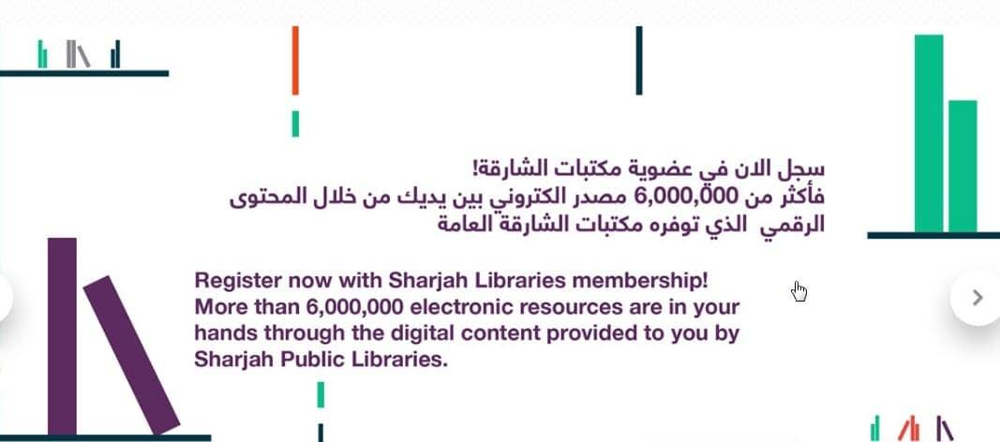 سجل الان في عضوية مكتبات الشارقة!
فأكثر من 6,000,000 مصدر الكتروني بين يديك من خلال المحتوى
الرقمي الذي توفره مكتبات الشارقة العامة
Register now with Sharjah Libraries membership!
More than 6,000,000 electronic resources are in your
hands through the digital content provided to you by
Sharjah Public Libraries.